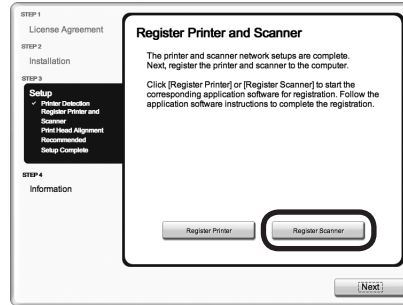 STEP 1
License Agreement
STEP 2
Installation
STEP 3
Setup
✓ Printer Detection
Register Printer and
Scanner
Print Head Alignment
Recommended
Setup Complete
STEP 4
Information
Register Printer and Scanner
The printer and scanner network setups are complete.
Next, register the printer and scanner to the computer.
Click [Register Printer] or [Register Scanner] to start the
corresponding application software for registration. Follow the
application software instructions to complete the registration.
Register Printer
Register Scanner
Next